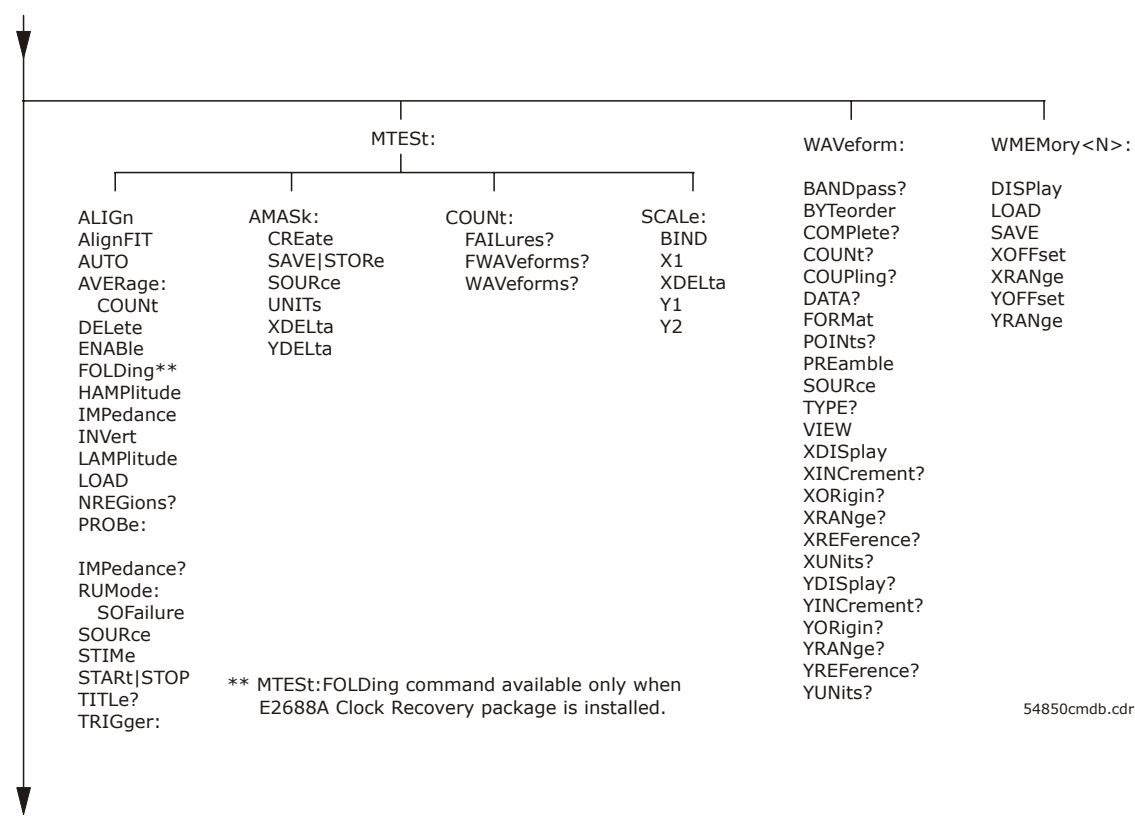 MTESt:
WAVeform:
WMEMory<N>:
ALIGn
AlignFIT
AUTO
AVERage:
COUNt
DELete
ENABle
FOLDing**
HAMPlitude
IMPedance
INVert
LAMPlitude
LOAD
NREGions?
PROBe:
IMPedance?
RUMode:
SOFailure
SOURce
STIMe
STARt|STOP
TITLe?
TRIGger:
AMASk:
CREate
SAVE|STORe
SOURce
UNITs
XDELta
YDELta
COUNt:
FAILures?
FWAVeforms?
WAVeforms?
SCALe:
BIND
X1
XDELta
Y1
Y2
BANDpass?
BYTeorder
COMPlete?
COUNt?
COUPling?
DATA?
FORMat
POINts?
PREamble
SOURce
TYPE?
VIEW
XDISplay
XINCrement?
XORigin?
XRANge?
XREFerence?
XUNits?
YDISplay?
YINCrement?
YORigin?
YRANge?
YREFerence?
YUNits?
DISPlay
LOAD
SAVE
XOFFset
XRANge
YOFFset
YRANge
** MTESt:FOLDing command available only when
E2688A Clock Recovery package is installed.
54850cmdb.cdr